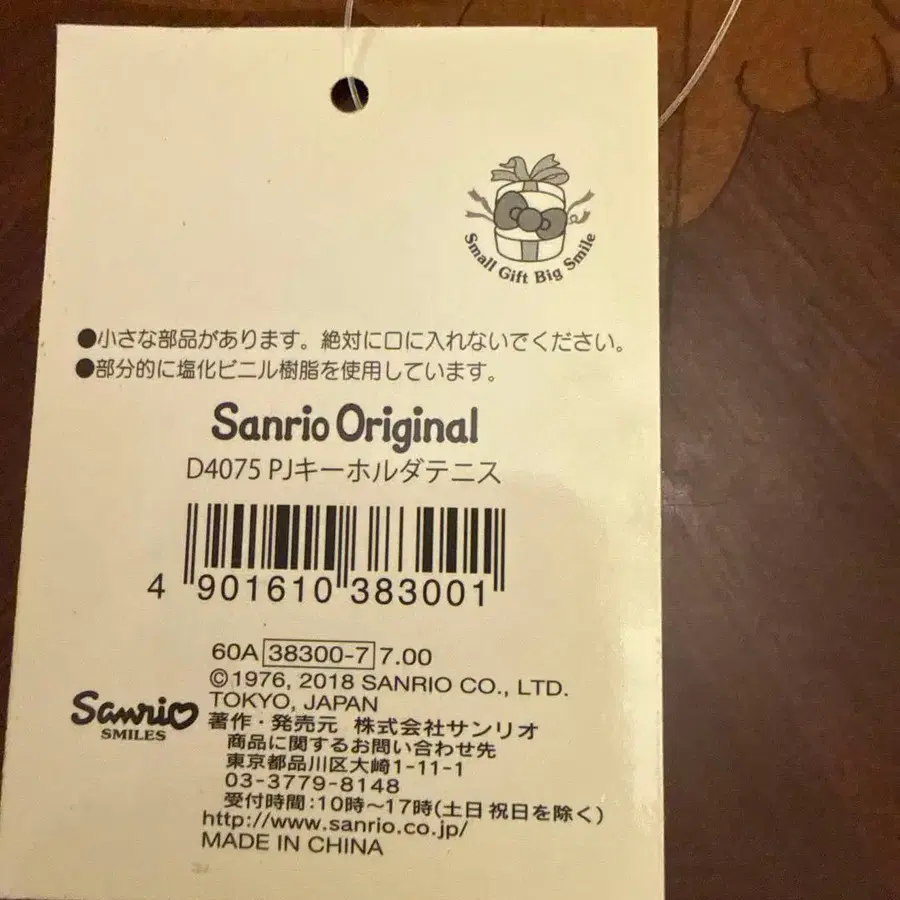 Small Gift Big Smile
●小さな部品があります。絶対に口に入れないでください。
●部分的に塩化ビニル樹脂を使用しています。
Sanrio Original
D4075 PJキーホルダテニス
4 901610 383001
60A 38300-7 7.00
©1976, 2018 SANRIO CO., LTD.
TOKYO, JAPAN
Sanrio
SMILES
著作・発売元 株式会社サンリオ
商品に関するお問い合わせ先
東京都品川区大崎1-11-1
03-3779-8148
受付時間:10時~17時(土日 祝日を除く)
http://www.sanrio.co.jp/
MADE IN CHINA